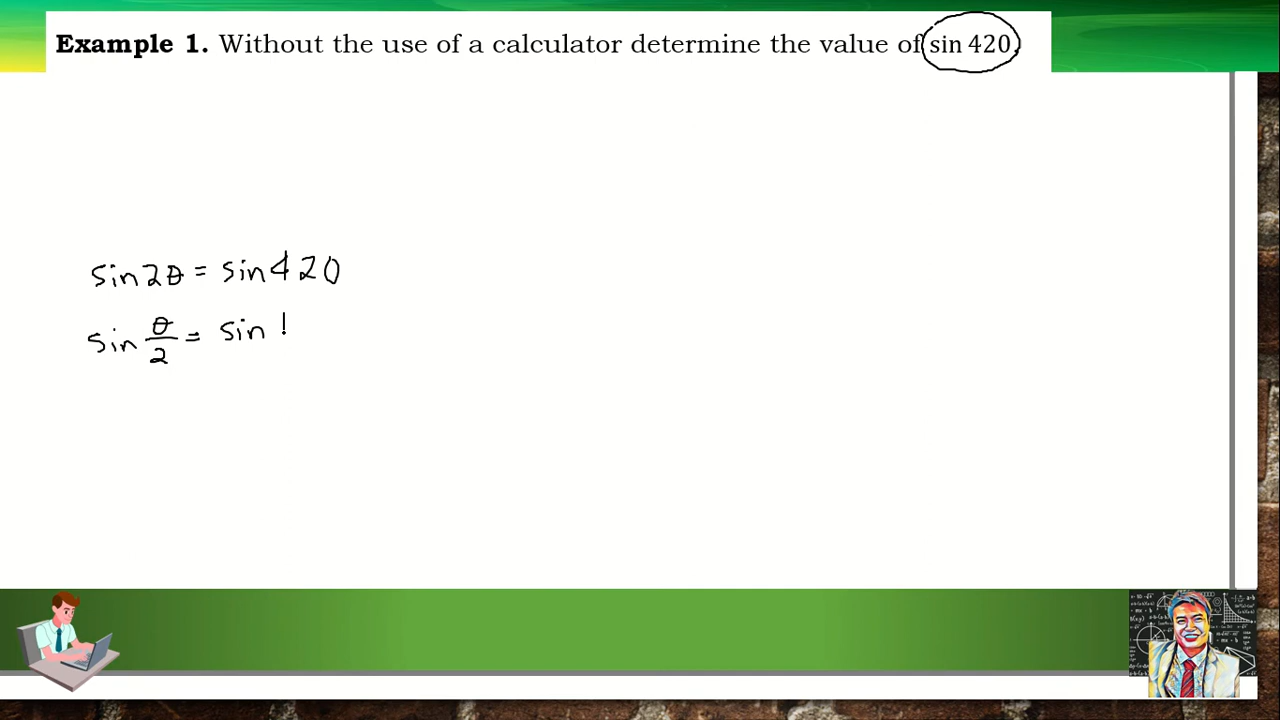 Example 1. Without the use of a calculator determine the value of sin 420.
sin2θ = sin420
sin θ/2 = sin